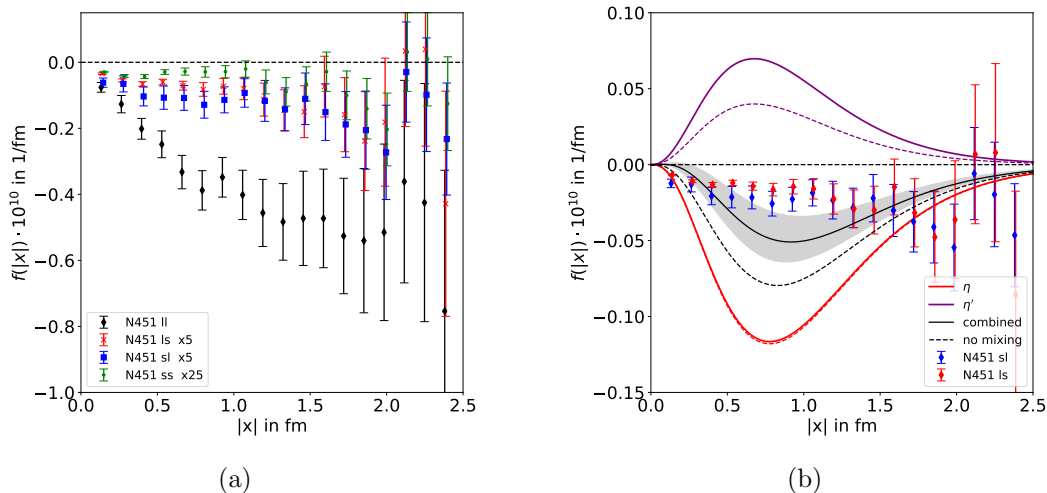 0.0
−0.2
−0.4
−0.6
−0.8
−1.0
f(|x|) · 10¹⁰ in 1/fm
N451 ll
N451 ls x5
N451 sl x5
N451 ss x25
0.0 0.5 1.0 1.5 2.0 2.5
|x| in fm
(a)
0.10
0.05
0.00
−0.05
−0.10
−0.15
f(|x|) · 10¹⁰ in 1/fm
η
η′
combined
no mixing
N451 sl
N451 ls
0.0 0.5 1.0 1.5 2.0 2.5
|x| in fm
(b)